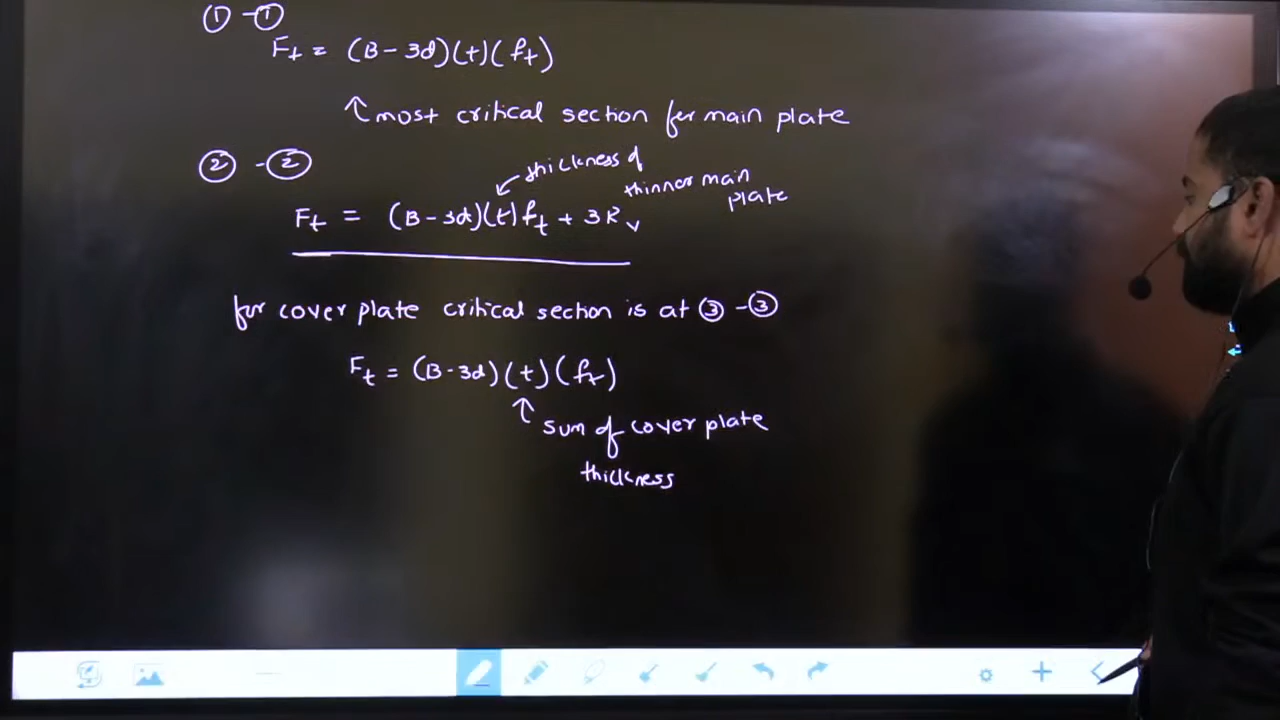 ① - ①
Ft = (B - 3d)(t)(ft)
↑ most critical section for main plate
② - ②
thickness of
thinner main
plate
Ft = (B - 3d)(t)ft + 3Rv
for cover plate critical section is at ③ - ③
Ft = (B - 3d)(t)(ft)
↑ sum of cover plate
thickness